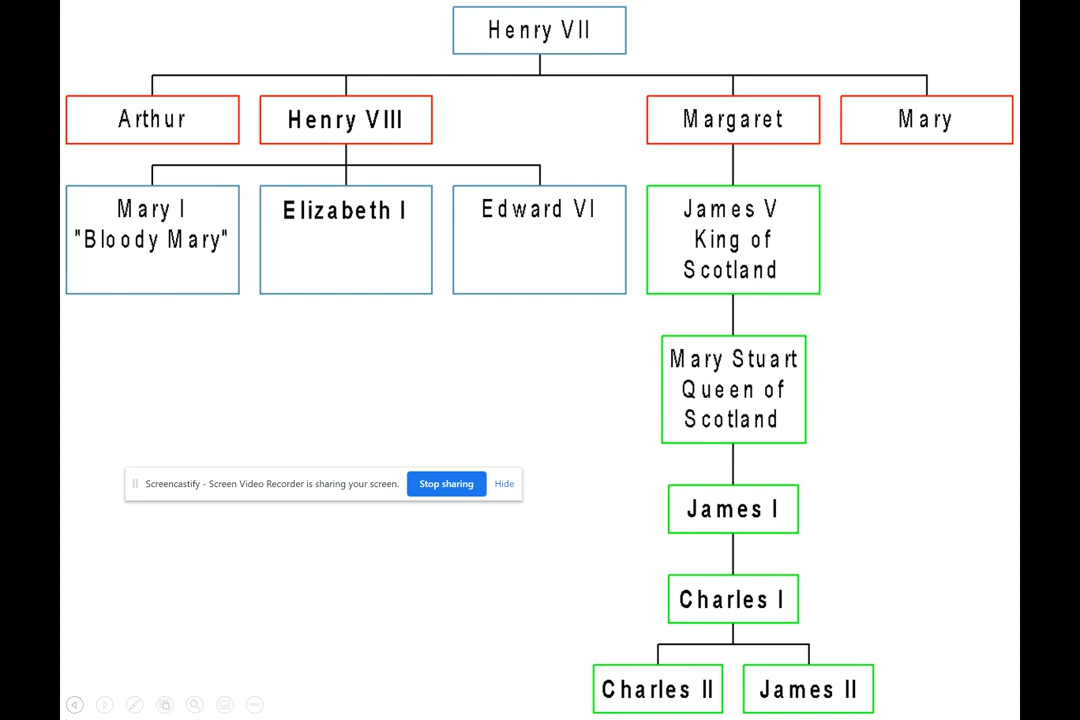 Henry VII
Arthur
Henry VIII
Margaret
Mary
Mary I
"Bloody Mary"
Elizabeth I
Edward VI
James V
King of
Scotland
Mary Stuart
Queen of
Scotland
Screencastify - Screen Video Recorder is sharing your screen.
Stop sharing
Hide
James I
Charles I
Charles II
James II